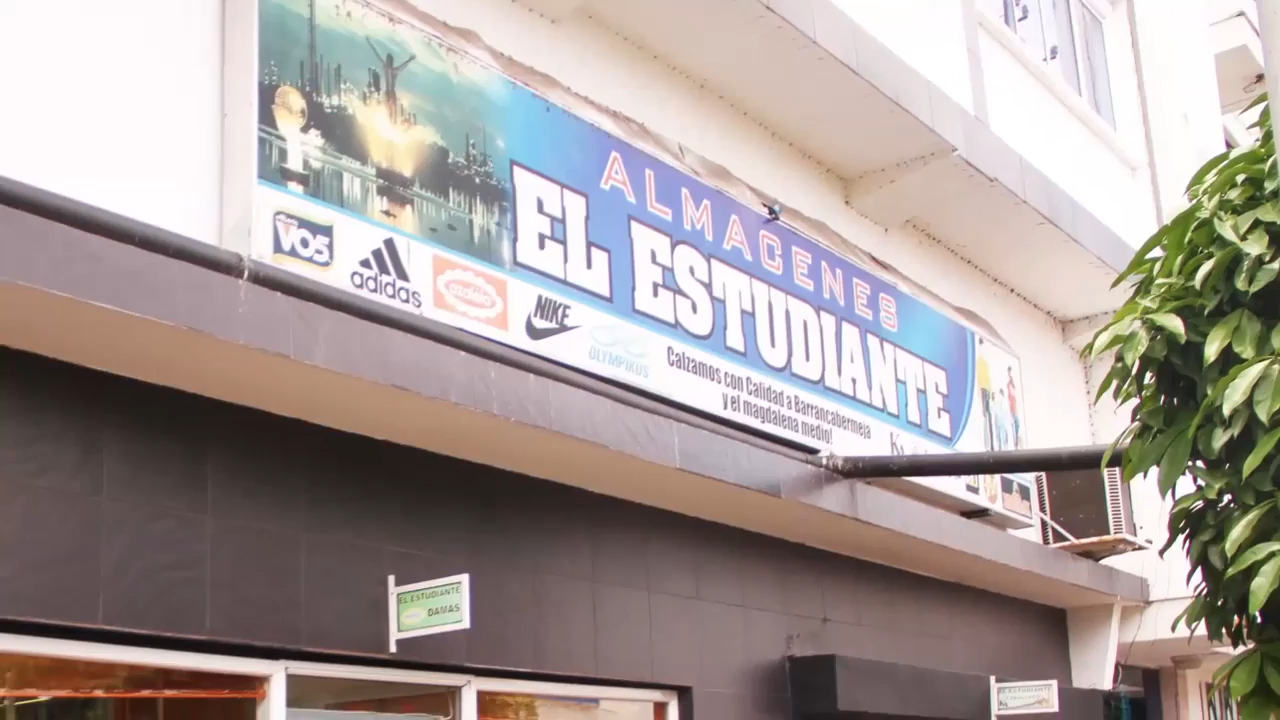 ALMACENES
EL ESTUDIANTE
VO5
adidas
azaléia
NIKE
OLYMPIKUS
Calzamos con Calidad a Barrancabermeja
y el magdalena medio!
EL ESTUDIANTE
DAMAS
EL ESTUDIANTE